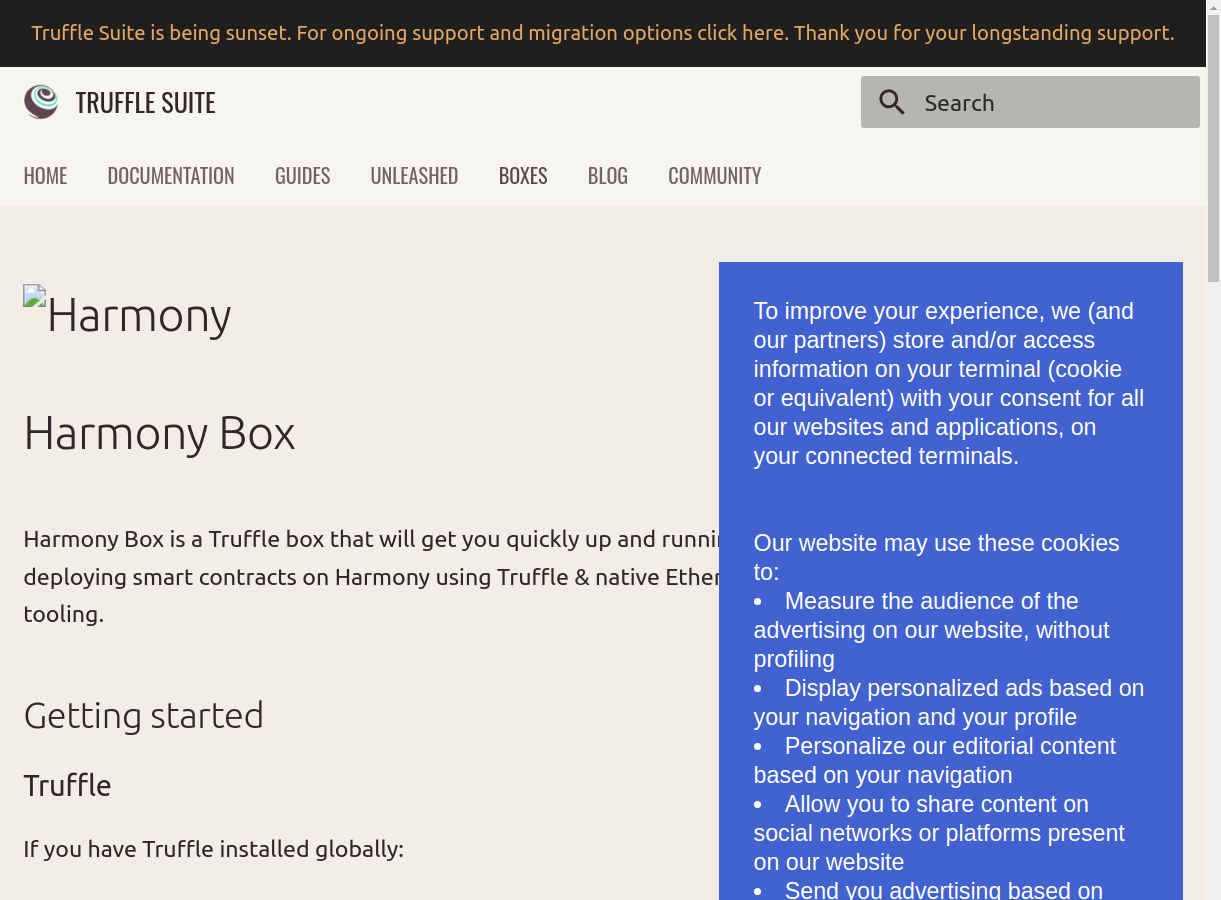 Truffle Suite is being sunset. For ongoing support and migration options click here. Thank you for your longstanding support.
TRUFFLE SUITE
Search
HOME DOCUMENTATION GUIDES UNLEASHED BOXES BLOG COMMUNITY
Harmony
Harmony Box
Harmony Box is a Truffle box that will get you quickly up and
deploying smart contracts on Harmony using Truffle & native
tooling.
Getting started
Truffle
If you have Truffle installed globally:
To improve your experience, we (and
our partners) store and/or access
information on your terminal (cookie
or equivalent) with your consent for all
our websites and applications, on
your connected terminals.
Our website may use these cookies
to:
• Measure the audience of the
advertising on our website, without
profiling
• Display personalized ads based on
your navigation and your profile
• Personalize our editorial content
based on your navigation
• Allow you to share content on
social networks or platforms present
on our website
• Send you advertising based on